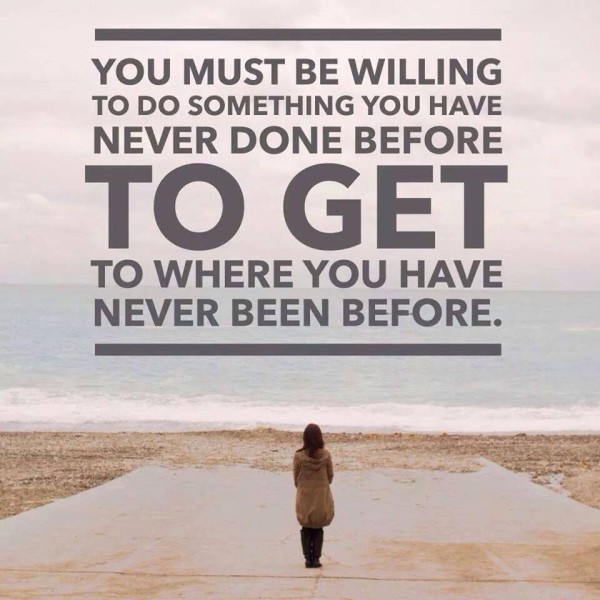 YOU MUST BE WILLING
TO DO SOMETHING YOU HAVE
NEVER DONE BEFORE
TO GET
TO WHERE YOU HAVE
NEVER BEEN BEFORE.